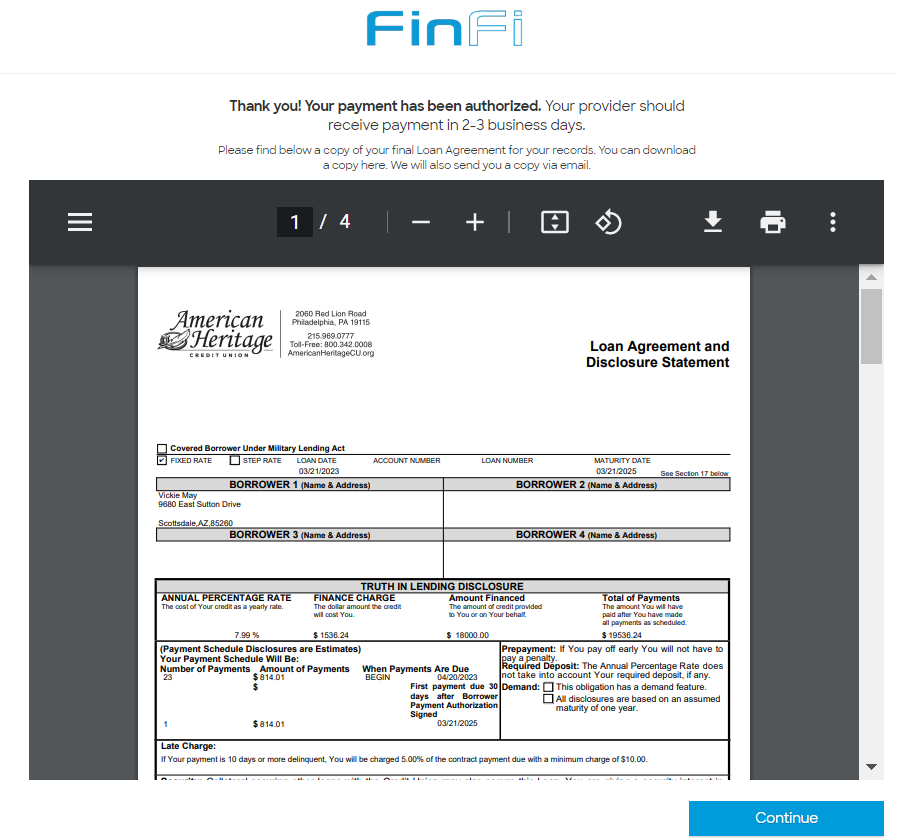 FinFi
Thank you! Your payment has been authorized. Your provider should
receive payment in 2-3 business days.
Please find below a copy of your final Loan Agreement for your records. You can download
a copy here. We will also send you a copy via email.
1 / 4
American
Heritage
CREDIT UNION
2060 Red Lion Road
Philadelphia, PA 19115
215.969.0777
Toll-Free: 800.342.0008
AmericanHeritageCU.org
Loan Agreement and
Disclosure Statement
Covered Borrower Under Military Lending Act
FIXED RATE STEP RATE LOAN DATE ACCOUNT NUMBER LOAN NUMBER MATURITY DATE
03/21/2023 03/21/2025 See Section 17 below
BORROWER 1 (Name & Address) BORROWER 2 (Name & Address)
Vickie May
9680 East Sutton Drive
Scottsdale,AZ,85260
BORROWER 3 (Name & Address) BORROWER 4 (Name & Address)
TRUTH IN LENDING DISCLOSURE
ANNUAL PERCENTAGE RATE
The cost of Your credit as a yearly rate.
7.99 %
FINANCE CHARGE
The dollar amount the credit
will cost You.
$ 1536.24
Amount Financed
The amount of credit provided
to You or on Your behalf.
$ 18000.00
Total of Payments
The amount You will have
paid after You have made
all payments as scheduled.
$ 19536.24
(Payment Schedule Disclosures are Estimates)
Your Payment Schedule Will Be:
Number of Payments Amount of Payments When Payments Are Due
23 $ 814.01 BEGIN 04/20/2023
$
First payment due 30
days after Borrower
Payment Authorization
Signed
03/21/2025
1 $ 814.01
Prepayment: If You pay off early You will not have to
pay a penalty.
Required Deposit: The Annual Percentage Rate does
not take into account Your required deposit, if any.
Demand: This obligation has a demand feature.
All disclosures are based on an assumed
maturity of one year.
Late Charge:
If Your payment is 10 days or more delinquent, You will be charged 5.00% of the contract payment due with a minimum charge of $10.00.
Continue